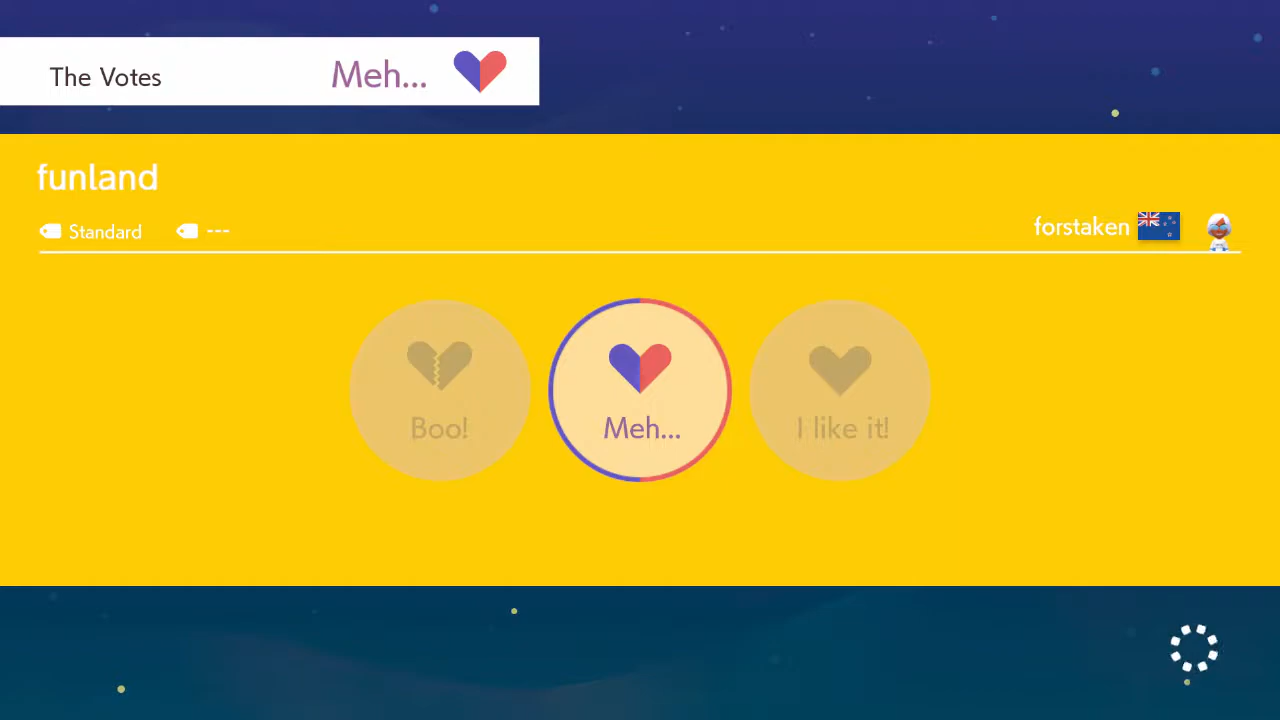 The Votes Meh...
funland
Standard ---
forstaken
Boo! Meh... I like it!